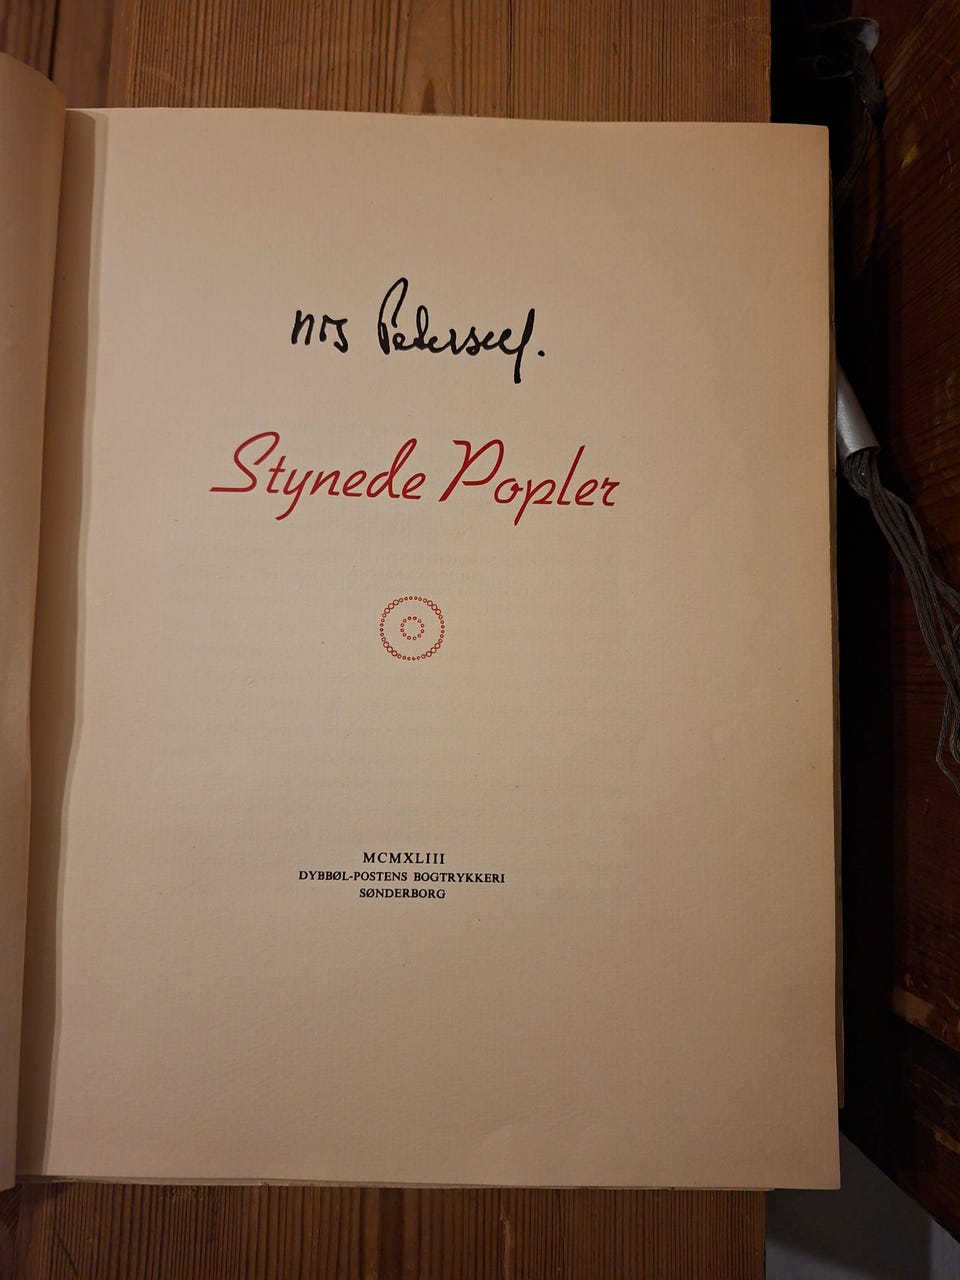 Nis Petersen.
Stynede Popler
MCMXLIII
DYBBØL-POSTENS BOGTRYKKERI
SØNDERBORG